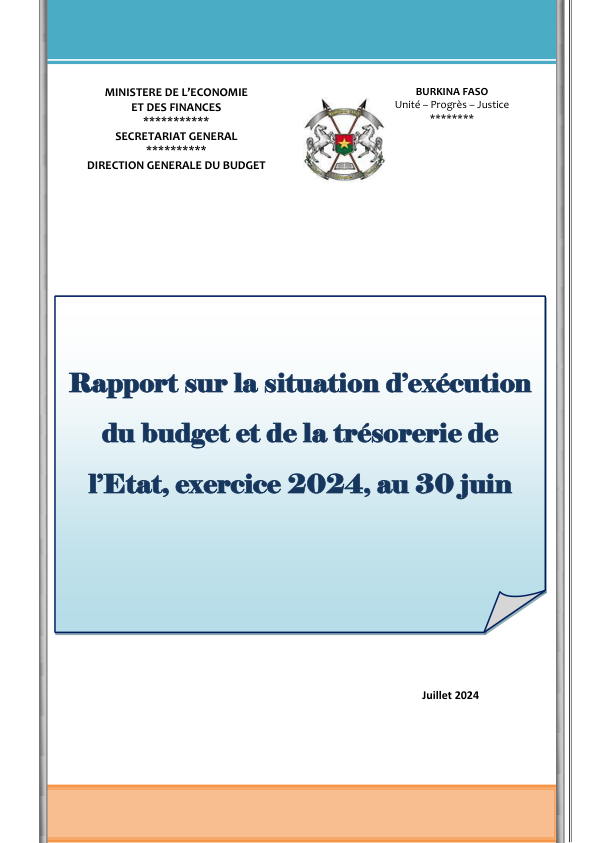 MINISTERE DE L'ECONOMIE
ET DES FINANCES
***********
SECRETARIAT GENERAL
**********
DIRECTION GENERALE DU BUDGET
BURKINA FASO
Unité – Progrès – Justice
********
Rapport sur la situation d'exécution
du budget et de la trésorerie de
l'Etat, exercice 2024, au 30 juin
Juillet 2024